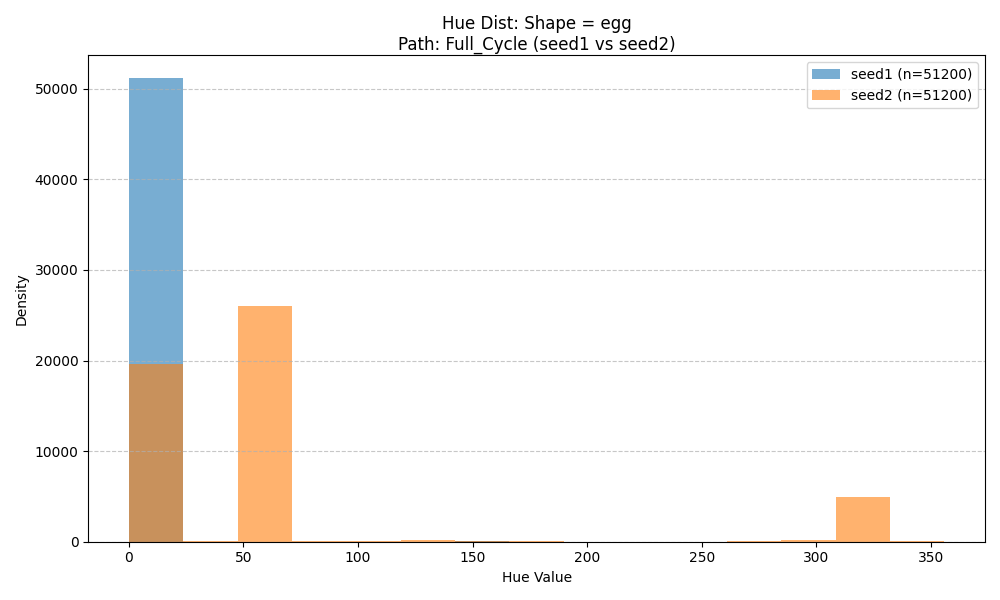 Hue Dist: Shape = egg
Path: Full_Cycle (seed1 vs seed2)
seed1 (n=51200)
seed2 (n=51200)
Density
50000
40000
30000
20000
10000
0
0 50 100 150 200 250 300 350
Hue Value